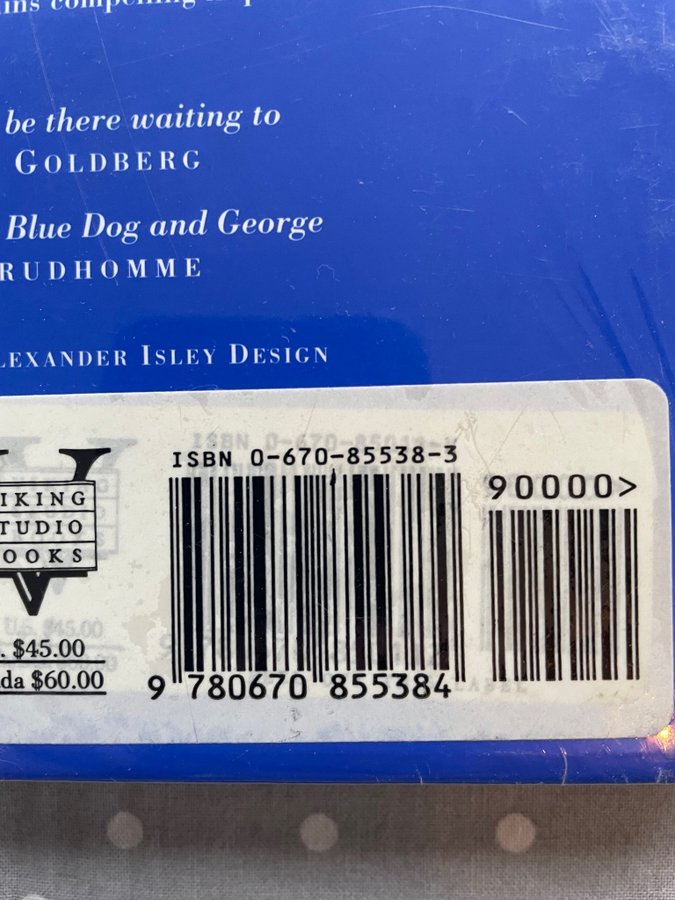 compelling
be there waiting to
GOLDBERG
Blue Dog and George
RUDHOMME
LEXANDER ISLEY DESIGN
ISBN 0-670-85538-3
90000>
IKING
TUDIO
OOKS
. $45.00
da $60.00
9 780670 855384